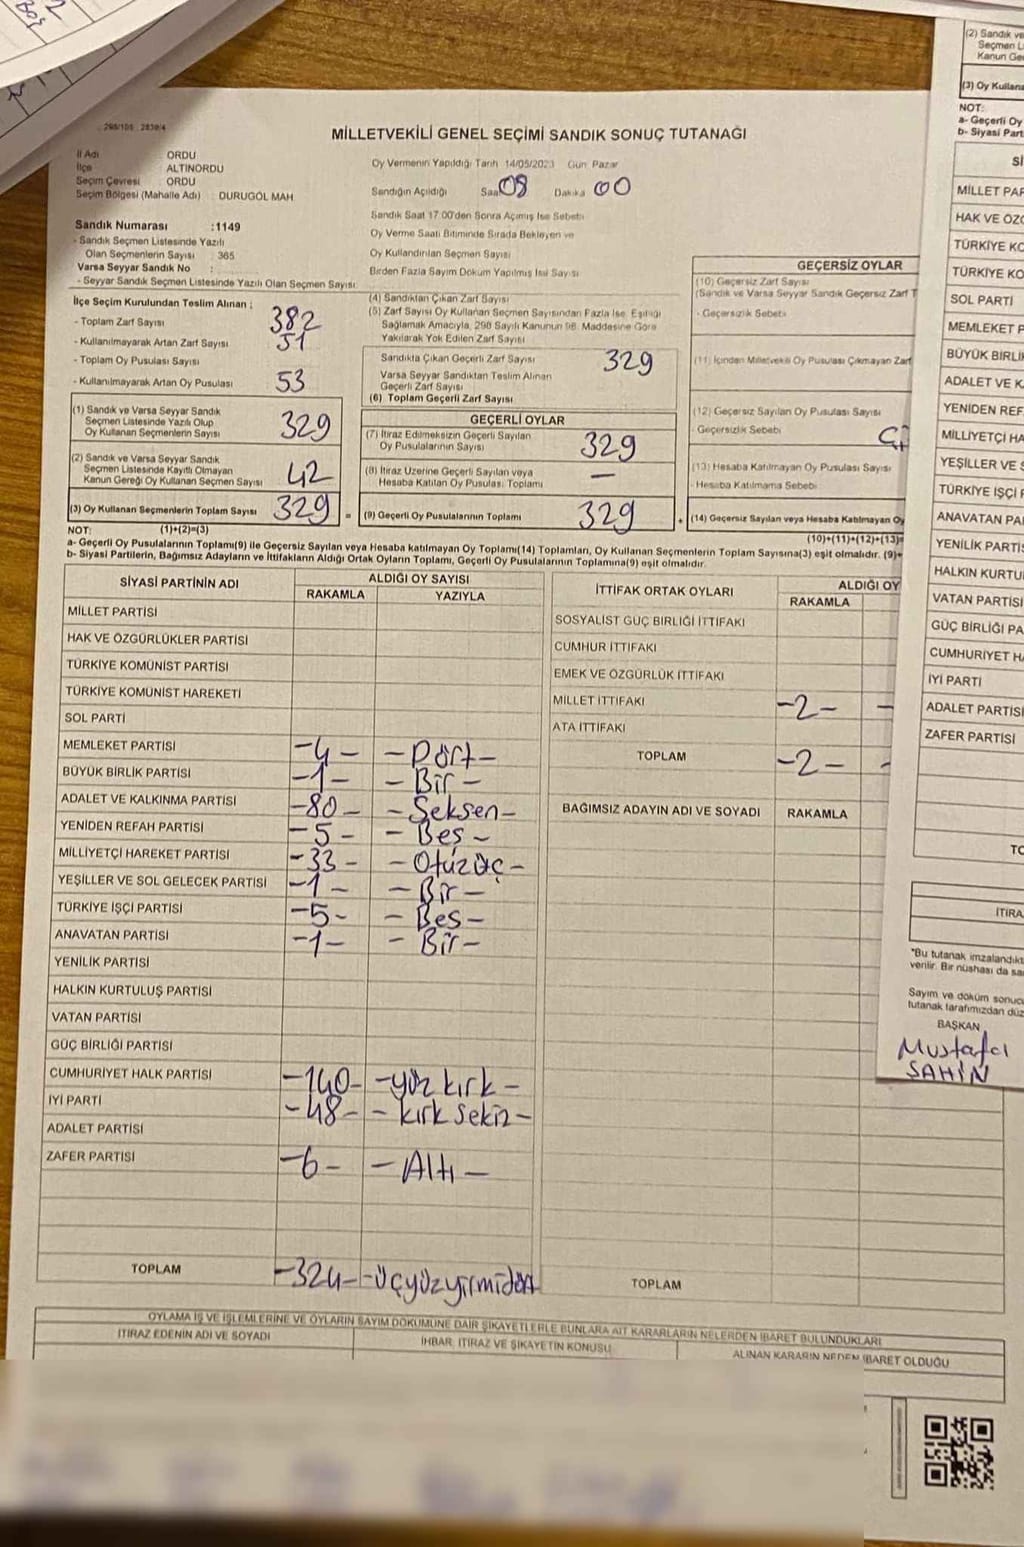 Boş
298/105 2839/4
MİLLETVEKİLİ GENEL SEÇİMİ SANDIK SONUÇ TUTANAĞI
İl Adı : ORDU
İlçe : ALTINORDU
Seçim Çevresi : ORDU
Seçim Bölgesi (Mahalle Adı) : DURUGÖL MAH
Oy Vermenin Yapıldığı Tarih 14/05/2023 Gün Pazar
Sandığın Açıldığı Saat 08 Dakika 00
Sandık Saat 17.00'den Sonra Açılmış İse Sebebi
Oy Verme Saati Bitiminde Sırada Bekleyen ve
Oy Kullandırılan Seçmen Sayısı
Birden Fazla Sayım Döküm Yapılmış İse Sayısı
Sandık Numarası :1149
- Sandık Seçmen Listesinde Yazılı
Olan Seçmenlerin Sayısı : 365
Varsa Seyyar Sandık No :
- Seyyar Sandık Seçmen Listesinde Yazılı Olan Seçmen Sayısı:
İlçe Seçim Kurulundan Teslim Alınan :
- Toplam Zarf Sayısı 382
- Kullanılmayarak Artan Zarf Sayısı 51
- Toplam Oy Pusulası Sayısı
- Kullanılmayarak Artan Oy Pusulası 53
(1) Sandık ve Varsa Seyyar Sandık
Seçmen Listesinde Yazılı Olup
Oy Kullanan Seçmenlerin Sayısı 329
(2) Sandık ve Varsa Seyyar Sandık
Seçmen Listesinde Kayıtlı Olmayan
Kanun Gereği Oy Kullanan Seçmen Sayısı 42
(3) Oy Kullanan Seçmenlerin Toplam Sayısı 329 =
(4) Sandıktan Çıkan Zarf Sayısı
(5) Zarf Sayısı Oy Kullanan Seçmen Sayısından Fazla İse, Eşitliği
Sağlamak Amacıyla, 298 Sayılı Kanunun 98. Maddesine Göre
Yakılarak Yok Edilen Zarf Sayısı
Sandıkta Çıkan Geçerli Zarf Sayısı 329
Varsa Seyyar Sandıktan Teslim Alınan
Geçerli Zarf Sayısı
(6) Toplam Geçerli Zarf Sayısı
GEÇERLİ OYLAR
(7) İtiraz Edilmeksizin Geçerli Sayılan
Oy Pusulalarının Sayısı 329
(8) İtiraz Üzerine Geçerli Sayılan veya
Hesaba Katılan Oy Pusulası Toplamı —
(9) Geçerli Oy Pusulalarının Toplamı 329 +
GEÇERSİZ OYLAR
(10) Geçersiz Zarf Sayısı
(Sandık ve Varsa Seyyar Sandık Geçersiz Zarf T
- Geçersizlik Sebebi
(11) İçinden Milletvekili Oy Pusulası Çıkmayan Zarf
(12) Geçersiz Sayılan Oy Pusulası Sayısı
- Geçersizlik Sebebi
(13) Hesaba Katılmayan Oy Pusulası Sayısı
- Hesaba Katılmama Sebebi
(14) Geçersiz Sayılan veya Hesaba Katılmayan Oy
NOT: (1)+(2)=(3) (10)+(11)+(12)+(13)=
a- Geçerli Oy Pusulalarının Toplamı(9) ile Geçersiz Sayılan veya Hesaba katılmayan Oy Toplamı(14) Toplamları, Oy Kullanan Seçmenlerin Toplam Sayısına(3) eşit olmalıdır. (9)+
b- Siyasi Partilerin, Bağımsız Adayların ve İttifakların Aldığı Ortak Oyların Toplamı, Geçerli Oy Pusulalarının Toplamına(9) eşit olmalıdır.
SİYASİ PARTİNİN ADI ALDIĞI OY SAYISI
RAKAMLA YAZIYLA
MİLLET PARTİSİ
HAK VE ÖZGÜRLÜKLER PARTİSİ
TÜRKİYE KOMÜNİST PARTİSİ
TÜRKİYE KOMÜNİST HAREKETİ
SOL PARTİ
MEMLEKET PARTİSİ -4- -Dört-
BÜYÜK BİRLİK PARTİSİ -1- -Bir-
ADALET VE KALKINMA PARTİSİ -80- -Seksen-
YENİDEN REFAH PARTİSİ -5- -Beş-
MİLLİYETÇİ HAREKET PARTİSİ -33- -Otuzüç-
YEŞİLLER VE SOL GELECEK PARTİSİ -1- -Bir-
TÜRKİYE İŞÇİ PARTİSİ -5- -Beş-
ANAVATAN PARTİSİ -1- -Bir-
YENİLİK PARTİSİ
HALKIN KURTULUŞ PARTİSİ
VATAN PARTİSİ
GÜÇ BİRLİĞİ PARTİSİ
CUMHURİYET HALK PARTİSİ -140- -yüz kırk-
İYİ PARTİ -48- -kırk sekiz-
ADALET PARTİSİ
ZAFER PARTİSİ -6- -Altı-
TOPLAM -324- -üçyüzyirmidört
İTTİFAK ORTAK OYLARI ALDIĞI OY
RAKAMLA
SOSYALİST GÜÇ BİRLİĞİ İTTİFAKI
CUMHUR İTTİFAKI
EMEK VE ÖZGÜRLÜK İTTİFAKI
MİLLET İTTİFAKI -2- -
ATA İTTİFAKI
TOPLAM -2- -
BAĞIMSIZ ADAYIN ADI VE SOYADI RAKAMLA
TOPLAM
OYLAMA İŞ VE İŞLEMLERİNE VE OYLARIN SAYIM DÖKÜMÜNE DAİR ŞİKAYETLERLE BUNLARA AİT KARARLARIN NELERDEN İBARET BULUNDUKLARI
İTİRAZ EDENİN ADI VE SOYADI İHBAR, İTİRAZ VE ŞİKAYETİN KONUSU ALINAN KARARIN NEDEN İBARET OLDUĞU
(2) Sandık ve
Seçmen L
Kanun Ge
(3) Oy Kullana
NOT:
a- Geçerli Oy
b- Siyasi Part
Sİ
MİLLET PAR
HAK VE ÖZG
TÜRKİYE KO
TÜRKİYE KO
SOL PARTİ
MEMLEKET P
BÜYÜK BİRLİK
ADALET VE K
YENİDEN REF
MİLLİYETÇİ HA
YEŞİLLER VE S
TÜRKİYE İŞÇİ P
ANAVATAN PA
YENİLİK PARTİS
HALKIN KURTU
VATAN PARTİSİ
GÜÇ BİRLİĞİ PA
CUMHURİYET HA
İYİ PARTİ
ADALET PARTİSİ
ZAFER PARTİSİ
TO
İTİRA
*Bu tutanak imzalandıkt
verilir. Bir nüshası da sa
Sayım ve döküm sonucu
tutanak tarafımızdan düz
BAŞKAN
Mustafa
ŞAHİN